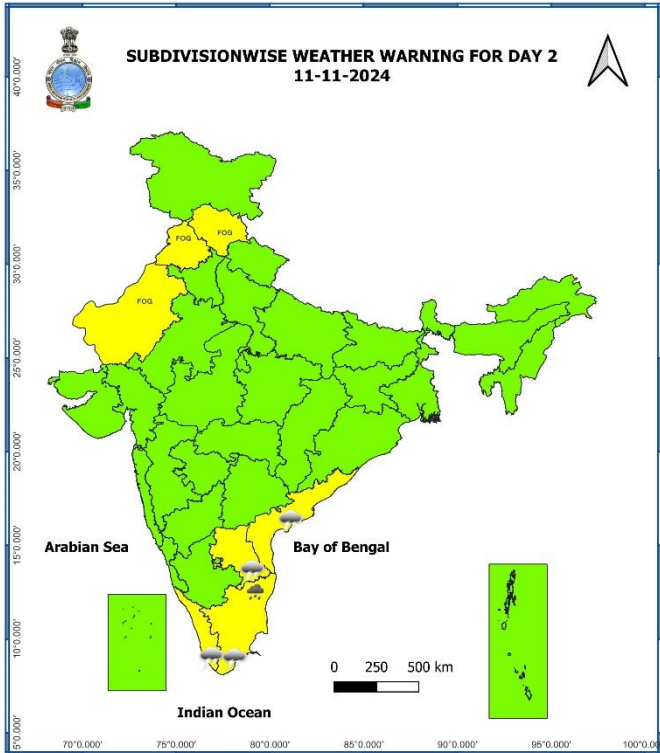 SUBDIVISIONWISE WEATHER WARNING FOR DAY 2
11-11-2024
40°0.000'
35°0.000'
FOG
FOG
30°0.000'
FOG
25°0.000'
20°0.000'
Arabian Sea
Bay of Bengal
15°0.000'
10°0.000'
0 250 500 km
Indian Ocean
5°0.000'
70°0.000' 75°0.000' 80°0.000' 85°0.000' 90°0.000' 95°0.000' 100°0.00